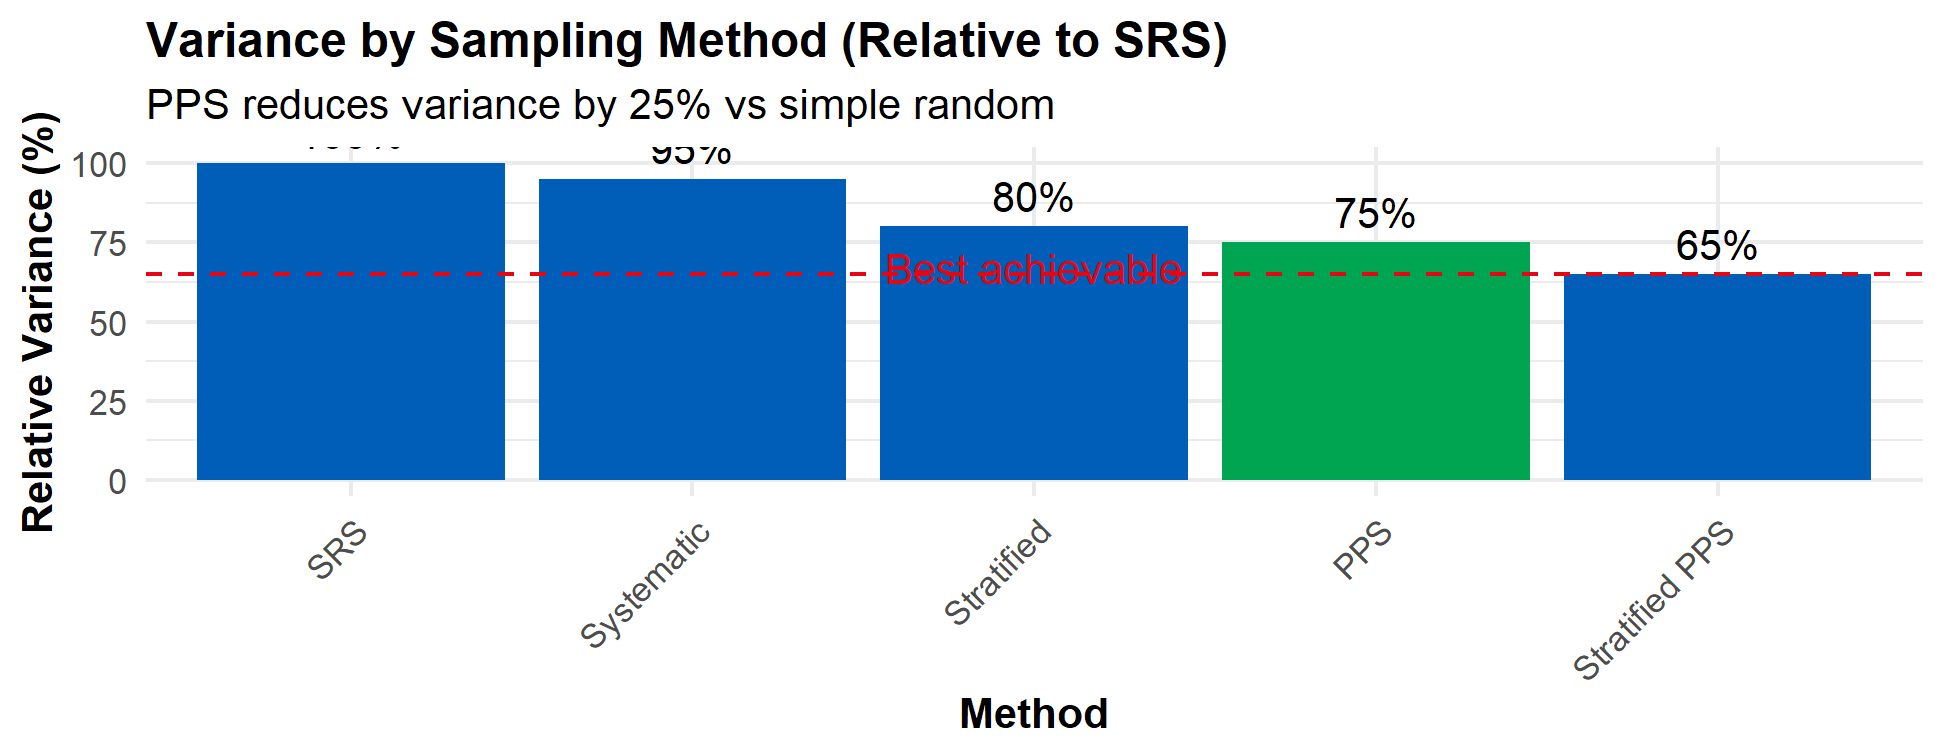 Variance by Sampling Method (Relative to SRS)
PPS reduces variance by 25% vs simple random
Relative Variance (%)
100
75
50
25
0
95%
80%
75%
65%
Best achievable
SRS
Systematic
Stratified
PPS
Stratified PPS
Method